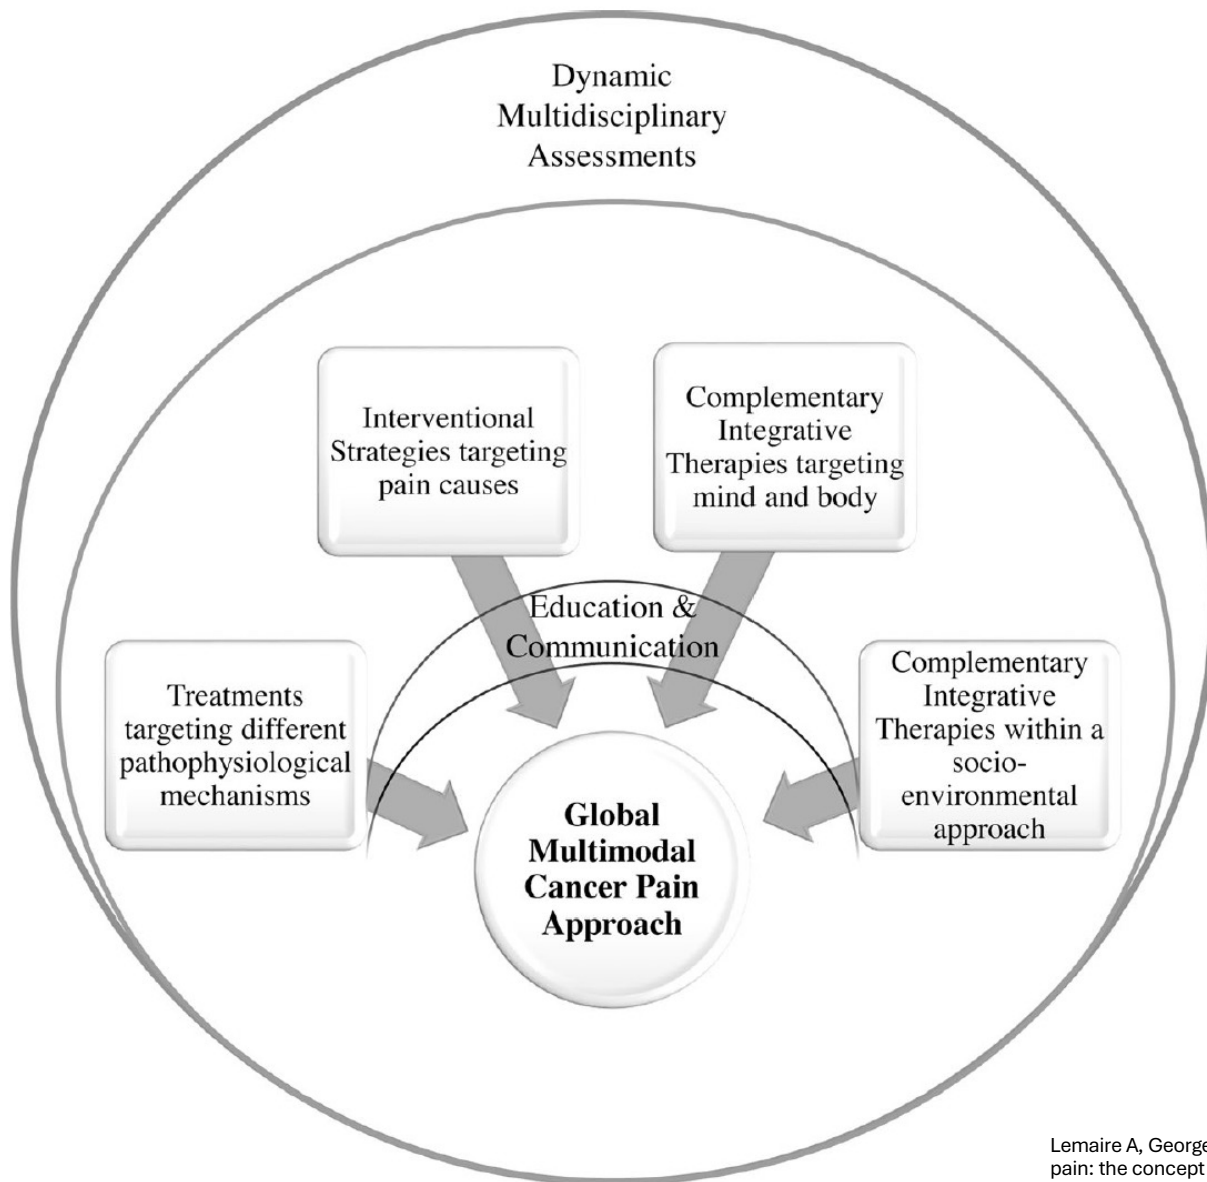 Dynamic
Multidisciplinary
Assessments
Interventional
Strategies targeting
pain causes
Complementary
Integrative
Therapies targeting
mind and body
Education &
Communication
Treatments
targeting different
pathophysiological
mechanisms
Complementary
Integrative
Therapies within a
socio-
environmental
approach
Global
Multimodal
Cancer Pain
Approach
Lemaire A, George
pain: the concept